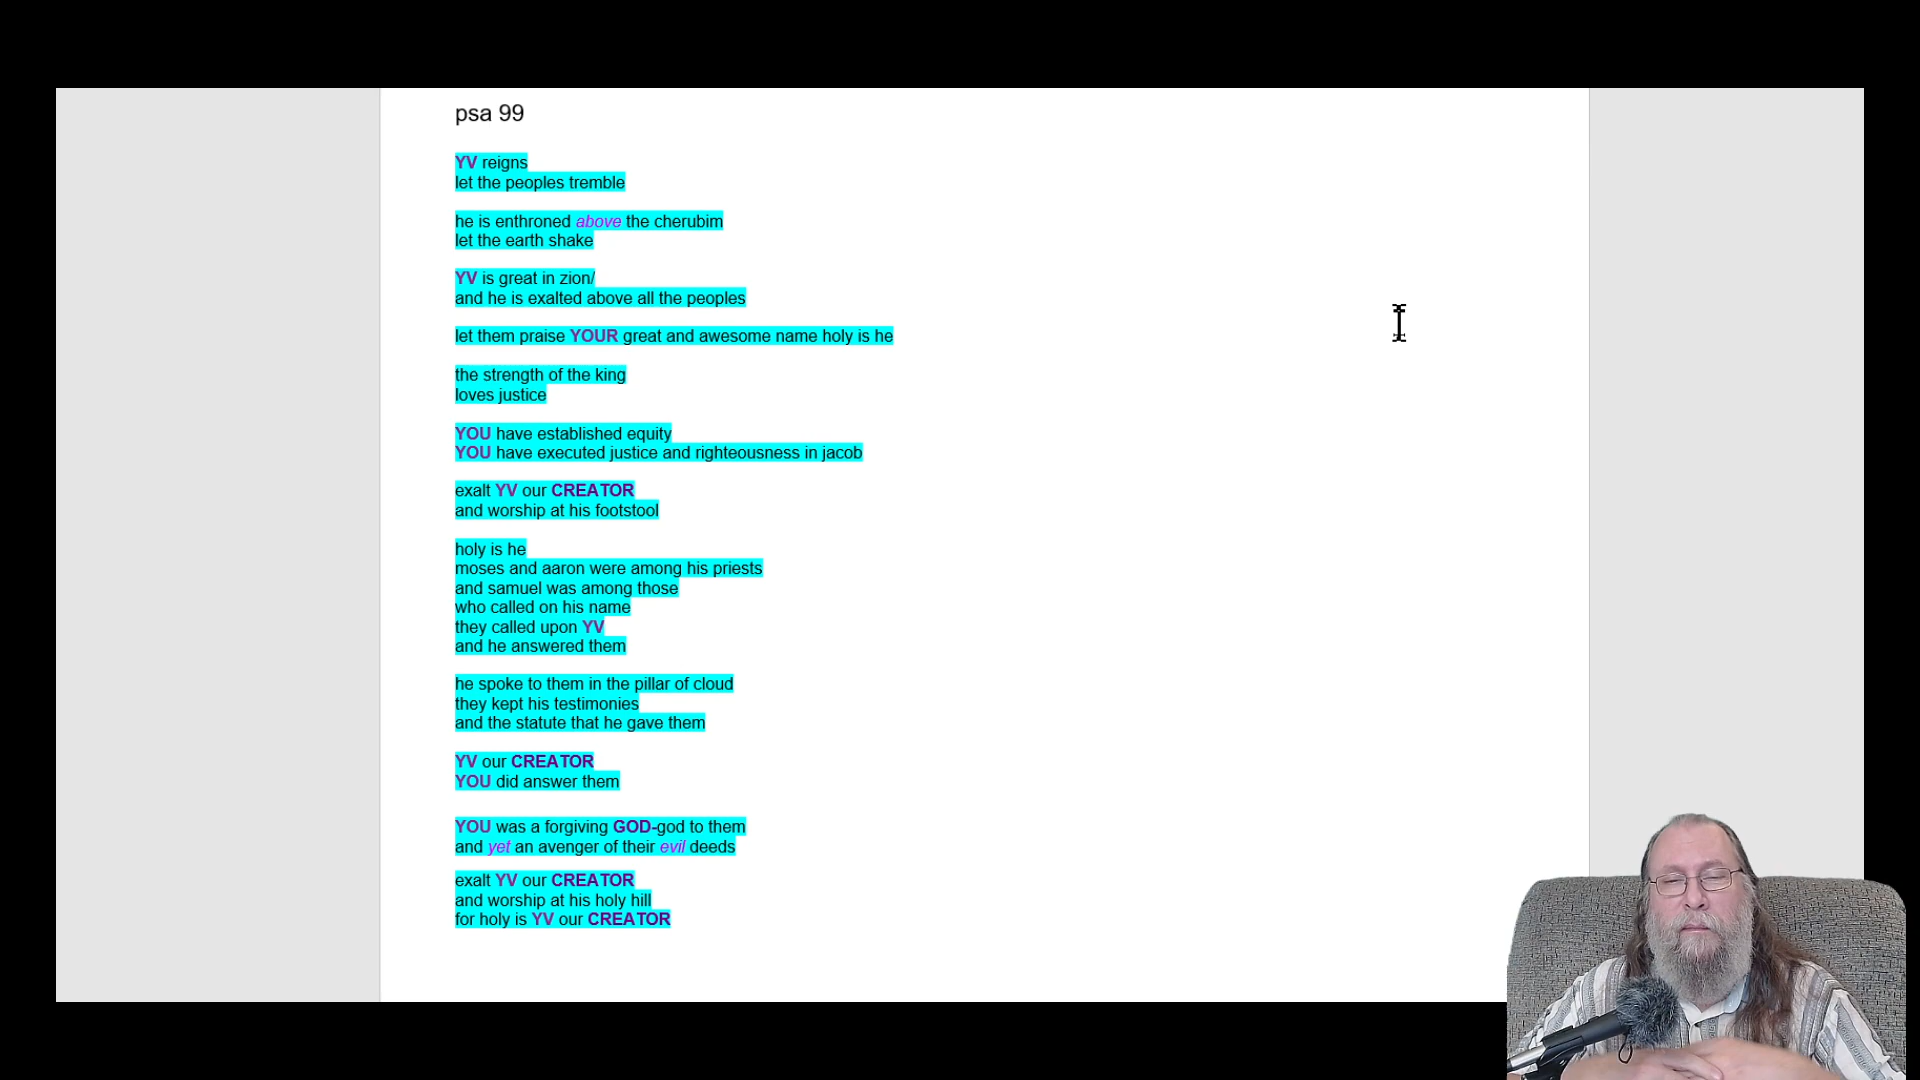 psa 99
YV reigns
let the peoples tremble
he is enthroned above the cherubim
let the earth shake
YV is great in zion/
and he is exalted above all the peoples
let them praise YOUR great and awesome name holy is he
the strength of the king
loves justice
YOU have established equity
YOU have executed justice and righteousness in jacob
exalt YV our CREATOR
and worship at his footstool
holy is he
moses and aaron were among his priests
and samuel was among those
who called on his name
they called upon YV
and he answered them
he spoke to them in the pillar of cloud
they kept his testimonies
and the statute that he gave them
YV our CREATOR
YOU did answer them
YOU was a forgiving GOD-god to them
and yet an avenger of their evil deeds
exalt YV our CREATOR
and worship at his holy hill
for holy is YV our CREATOR